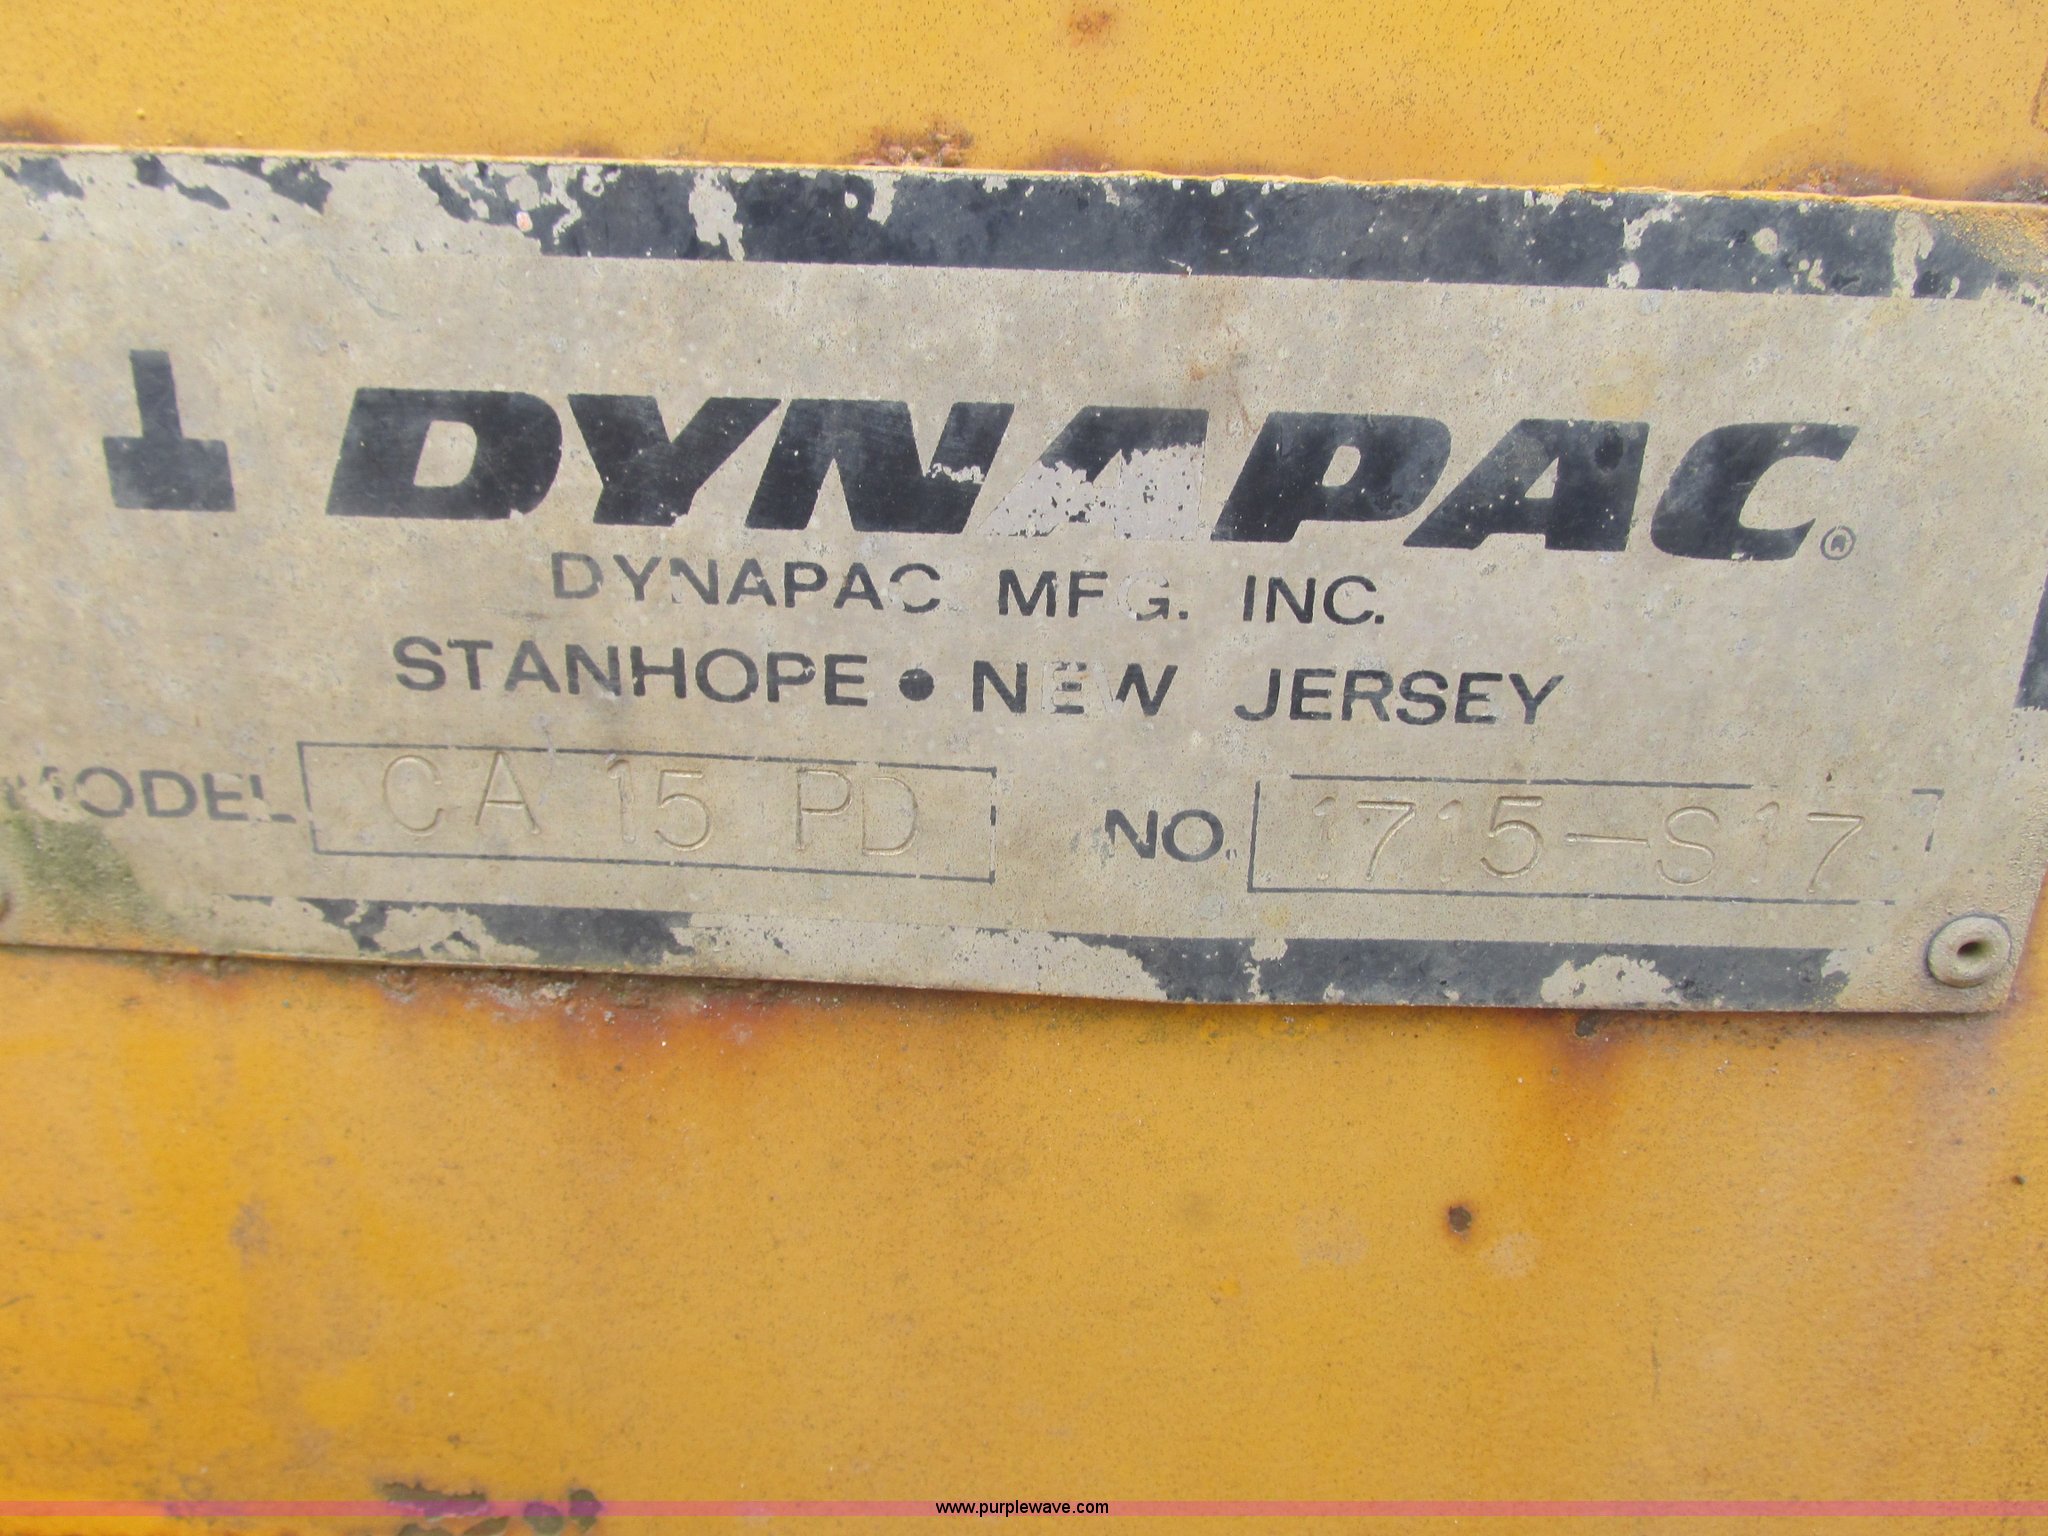 DYNAPAC®
DYNAPAC MFG. INC.
STANHOPE • NEW JERSEY
MODEL CA 15 PD NO. 1715-S17
www.purplewave.com